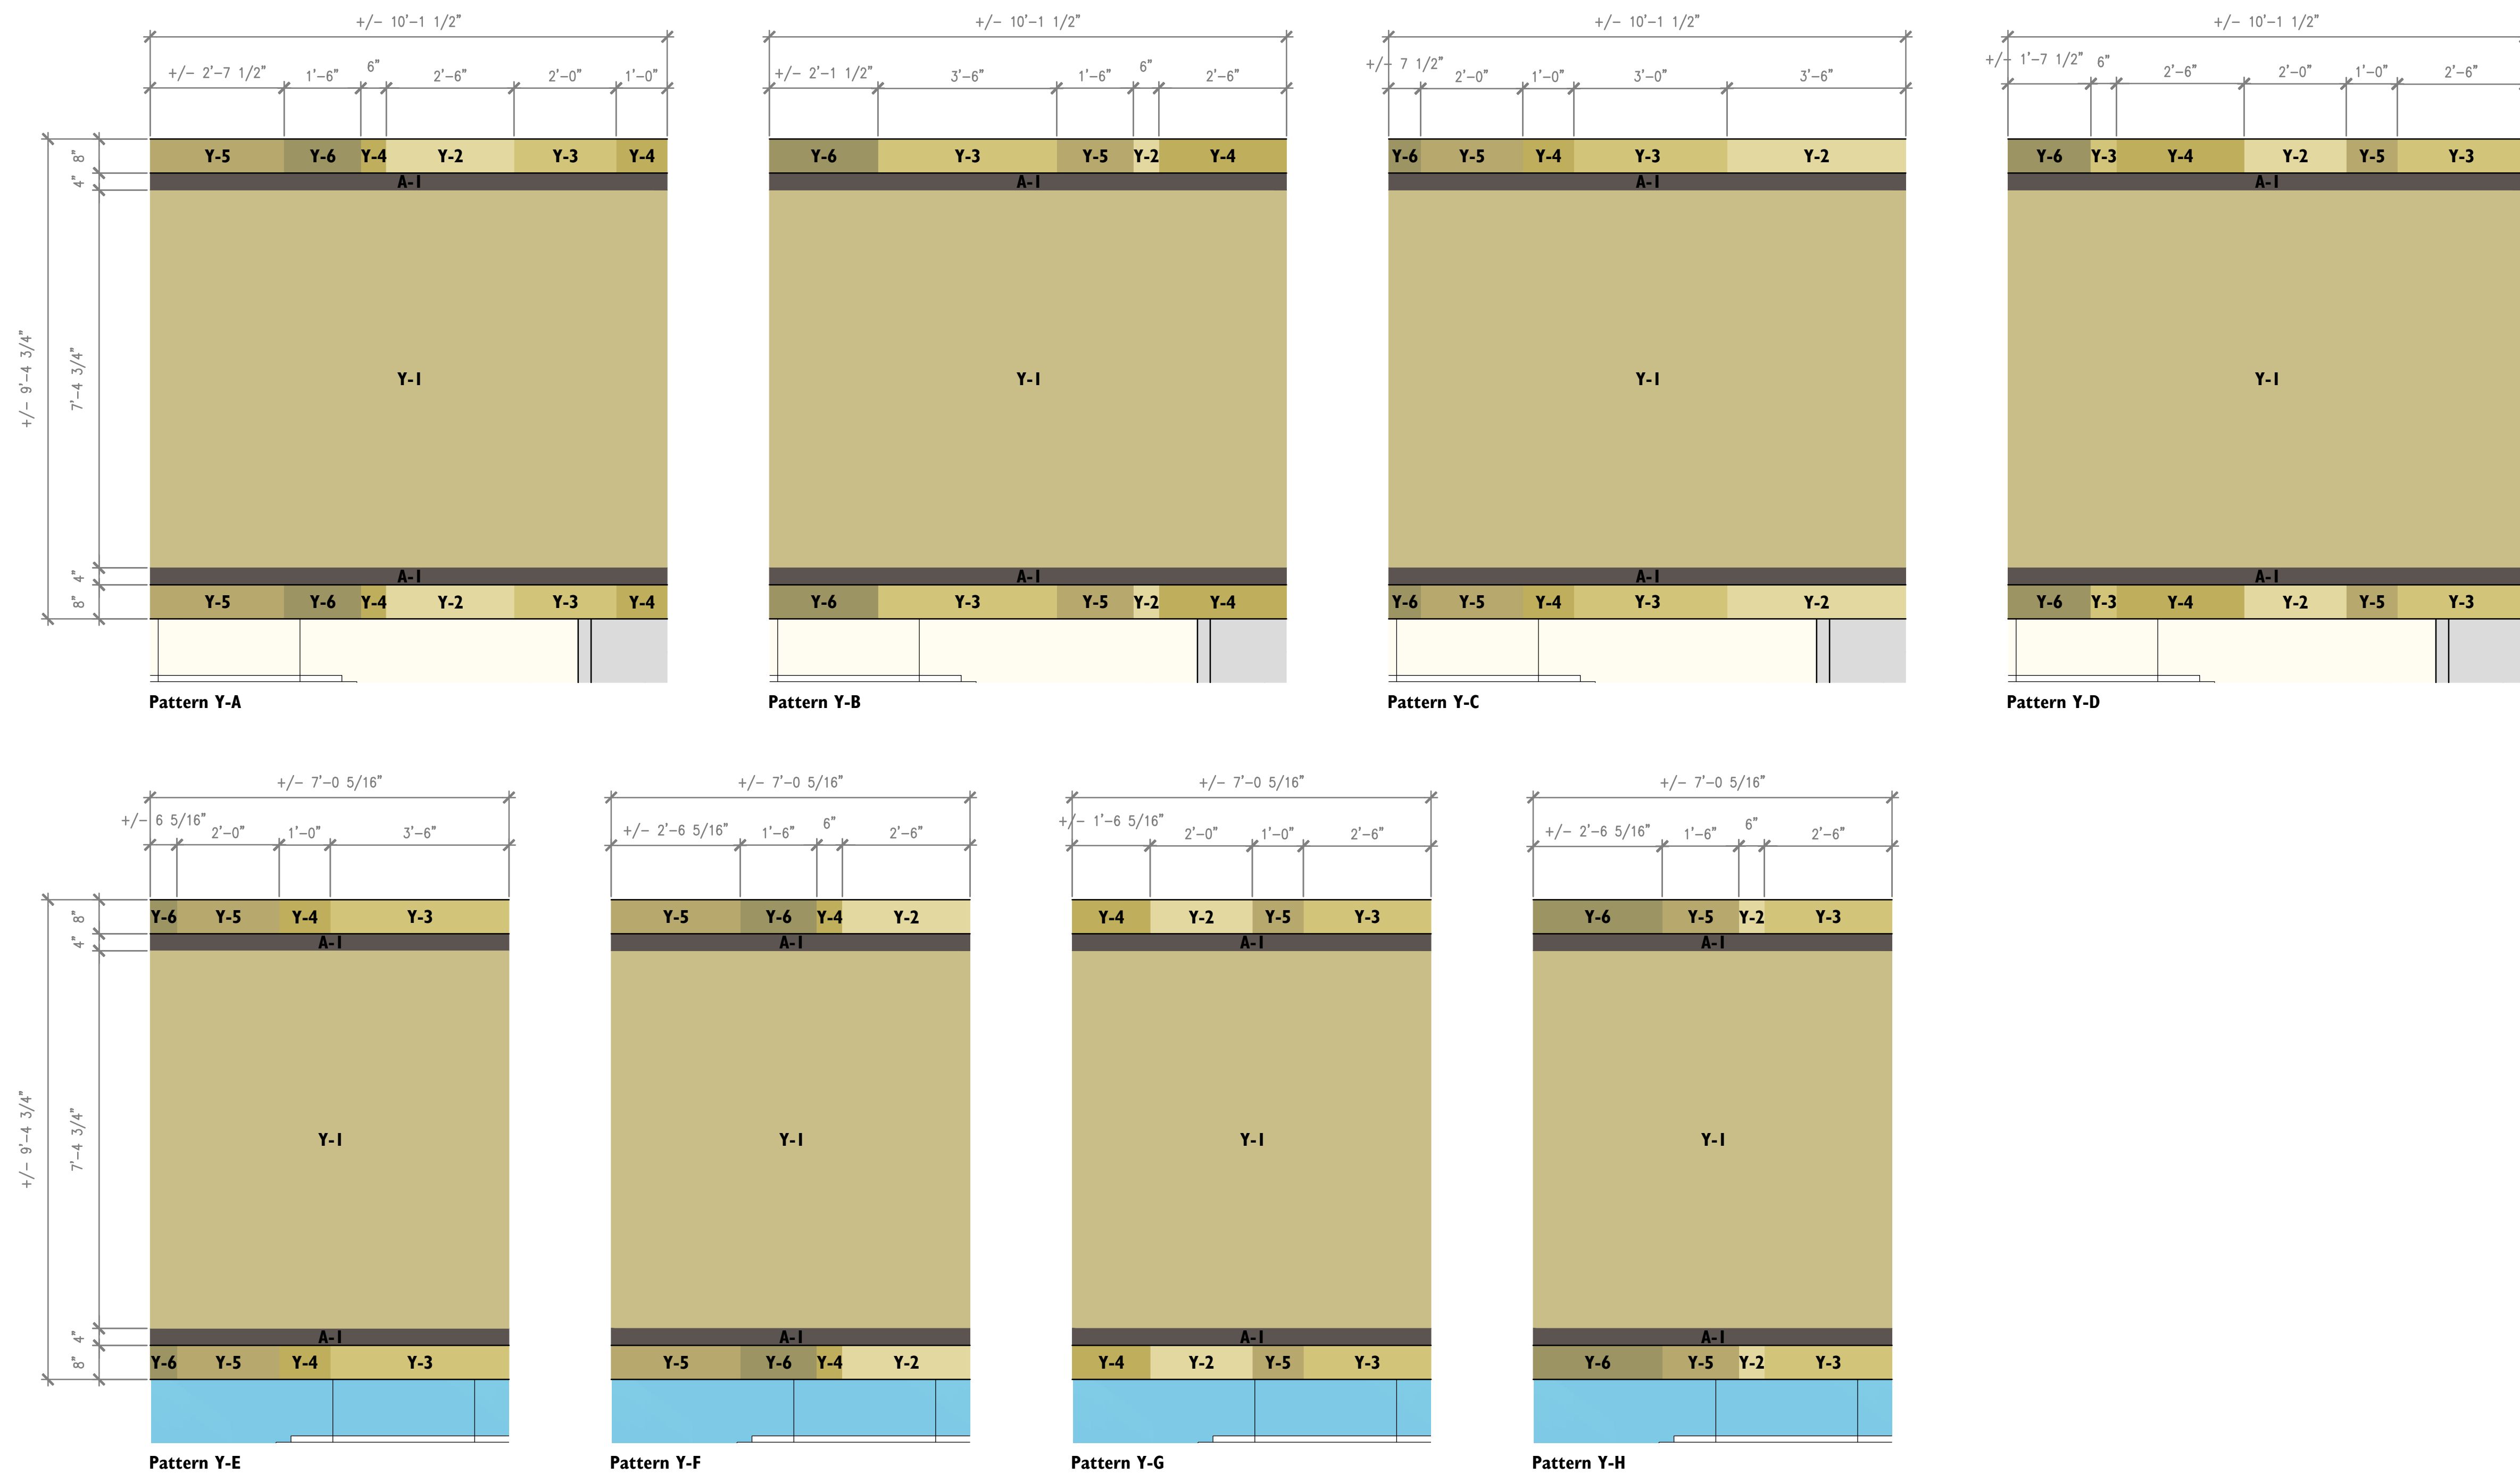 +/- 10'-1 1/2" +/- 10'-1 1/2" +/- 10'-1 1/2" +/- 10'-1 1/2"
+/- 2'-7 1/2" 1'-6" 6" 2'-6" 2'-0" 1'-0" +/- 2'-1 1/2" 3'-6" 1'-6" 6" 2'-6" +/- 7 1/2" 2'-0" 1'-0" 3'-0" 3'-6" +/- 1'-7 1/2" 6" 2'-6" 2'-0" 1'-0" 2'-6"
8" Y-5 Y-6 Y-4 Y-2 Y-3 Y-4 Y-6 Y-3 Y-5 Y-2 Y-4 Y-6 Y-5 Y-4 Y-3 Y-2 Y-6 Y-3 Y-4 Y-2 Y-5 Y-3
4" A-1 A-1 A-1 A-1
+/- 9'-4 3/4" 7'-4 3/4" Y-1 Y-1 Y-1 Y-1
4" A-1 A-1 A-1 A-1
8" Y-5 Y-6 Y-4 Y-2 Y-3 Y-4 Y-6 Y-3 Y-5 Y-2 Y-4 Y-6 Y-5 Y-4 Y-3 Y-2 Y-6 Y-3 Y-4 Y-2 Y-5 Y-3
Pattern Y-A Pattern Y-B Pattern Y-C Pattern Y-D
+/- 7'-0 5/16" +/- 7'-0 5/16" +/- 7'-0 5/16" +/- 7'-0 5/16"
+/- 6 5/16" 2'-0" 1'-0" 3'-6" +/- 2'-6 5/16" 1'-6" 6" 2'-6" +/- 1'-6 5/16" 2'-0" 1'-0" 2'-6" +/- 2'-6 5/16" 1'-6" 6" 2'-6"
8" Y-6 Y-5 Y-4 Y-3 Y-5 Y-6 Y-4 Y-2 Y-4 Y-2 Y-5 Y-3 Y-6 Y-5 Y-2 Y-3
4" A-1 A-1 A-1 A-1
+/- 9'-4 3/4" 7'-4 3/4" Y-1 Y-1 Y-1 Y-1
4" A-1 A-1 A-1 A-1
8" Y-6 Y-5 Y-4 Y-3 Y-5 Y-6 Y-4 Y-2 Y-4 Y-2 Y-5 Y-3 Y-6 Y-5 Y-2 Y-3
Pattern Y-E Pattern Y-F Pattern Y-G Pattern Y-H